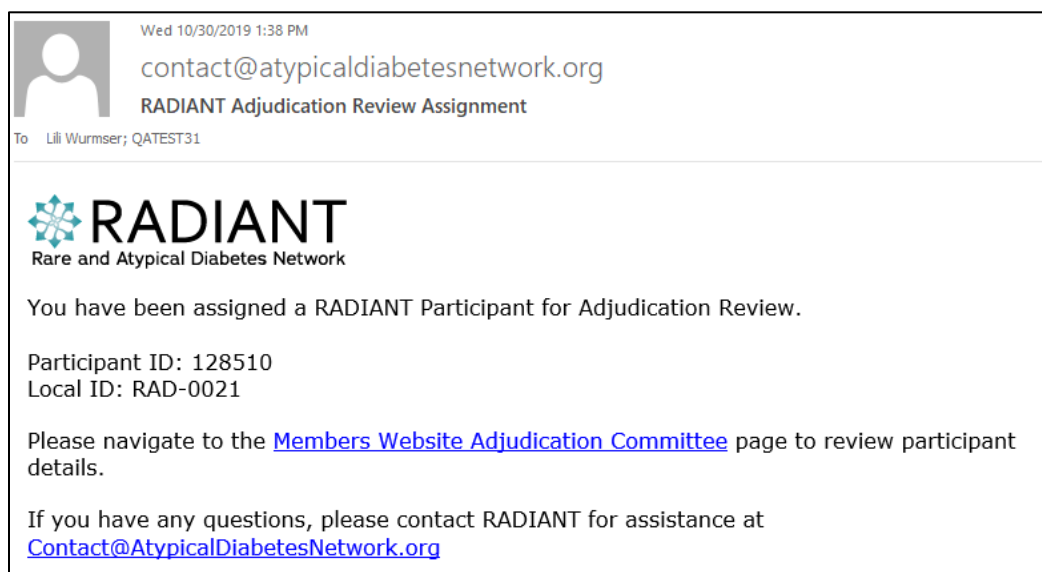 Wed 10/30/2019 1:38 PM
contact@atypicaldiabetesnetwork.org
RADIANT Adjudication Review Assignment
To Lili Wurmser; QATEST31
RADIANT
Rare and Atypical Diabetes Network
You have been assigned a RADIANT Participant for Adjudication Review.
Participant ID: 128510
Local ID: RAD-0021
Please navigate to the Members Website Adjudication Committee page to review participant
details.
If you have any questions, please contact RADIANT for assistance at
Contact@AtypicalDiabetesNetwork.org